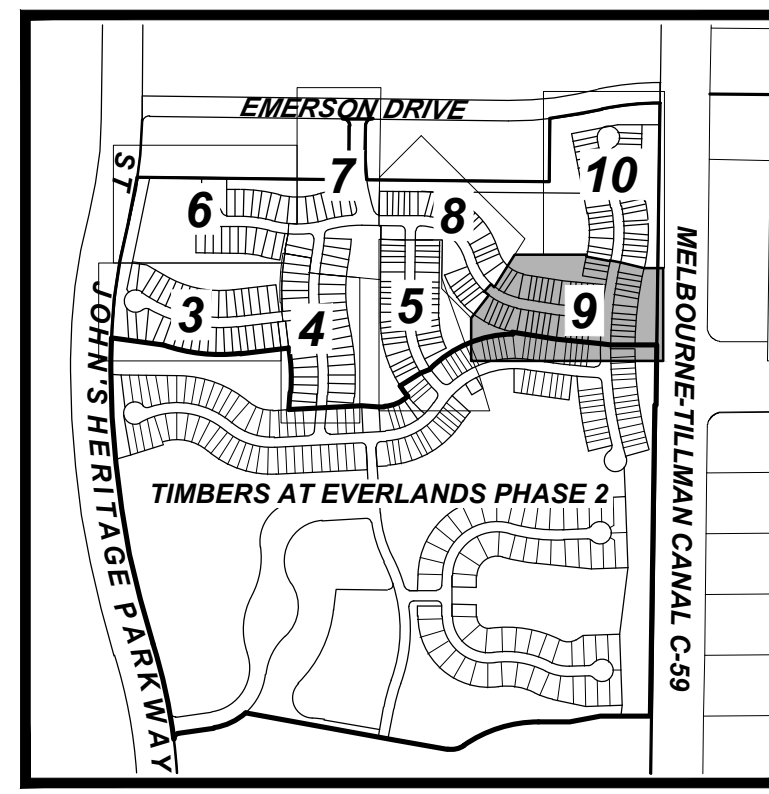 EMERSON DRIVE
ST
JOHN'S HERITAGE PARKWAY
7
10
6
8
3
4
5
9
MELBOURNE-TILLMAN CANAL C-59
TIMBERS AT EVERLANDS PHASE 2